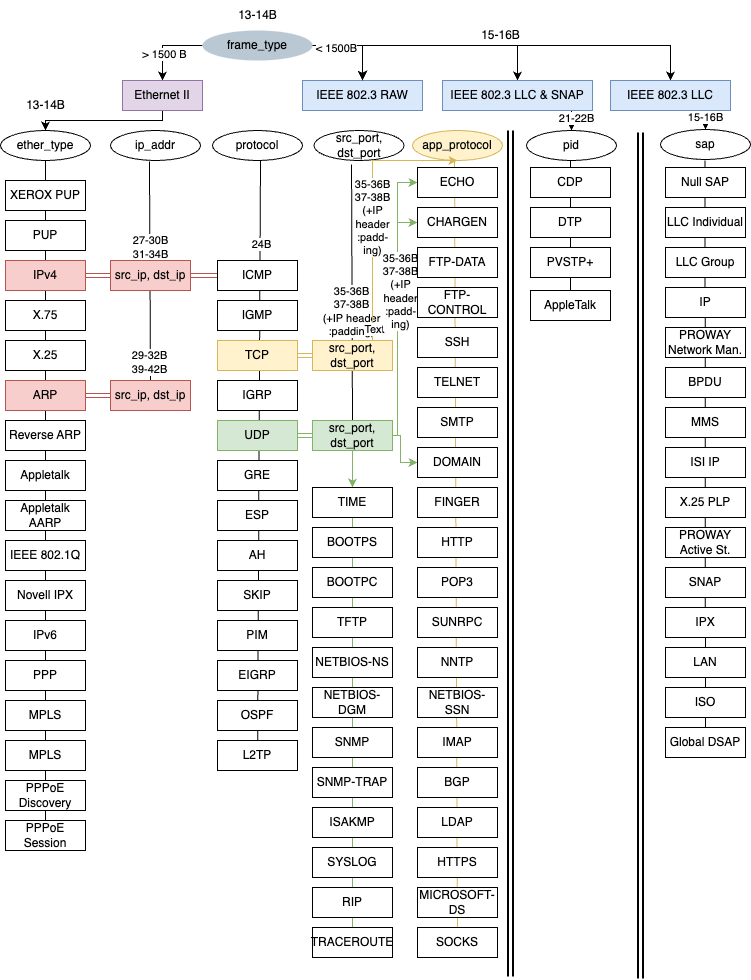 13-14B
frame_type
> 1500 B
< 1500B
15-16B
Ethernet II
IEEE 802.3 RAW
IEEE 802.3 LLC & SNAP
IEEE 802.3 LLC
13-14B
21-22B
15-16B
ether_type
ip_addr
protocol
src_port,
dst_port
app_protocol
pid
sap
XEROX PUP
PUP
IPv4
X.75
X.25
ARP
Reverse ARP
Appletalk
Appletalk
AARP
IEEE 802.1Q
Novell IPX
IPv6
PPP
MPLS
MPLS
PPPoE
Discovery
PPPoE
Session
27-30B
31-34B
src_ip, dst_ip
29-32B
39-42B
src_ip, dst_ip
24B
ICMP
IGMP
TCP
IGRP
UDP
GRE
ESP
AH
SKIP
PIM
EIGRP
OSPF
L2TP
35-36B
37-38B
(+IP
header
:padd-
ing)
35-36B
37-38B
(+IP
header
:padd-
ing)
35-36B
37-38B
(+IP header
:paddin
Text
src_port,
dst_port
src_port,
dst_port
TIME
BOOTPS
BOOTPC
TFTP
NETBIOS-NS
NETBIOS-
DGM
SNMP
SNMP-TRAP
ISAKMP
SYSLOG
RIP
TRACEROUTE
ECHO
CHARGEN
FTP-DATA
FTP-
CONTROL
SSH
TELNET
SMTP
DOMAIN
FINGER
HTTP
POP3
SUNRPC
NNTP
NETBIOS-
SSN
IMAP
BGP
LDAP
HTTPS
MICROSOFT-
DS
SOCKS
CDP
DTP
PVSTP+
AppleTalk
Null SAP
LLC Individual
LLC Group
IP
PROWAY
Network Man.
BPDU
MMS
ISI IP
X.25 PLP
PROWAY
Active St.
SNAP
IPX
LAN
ISO
Global DSAP